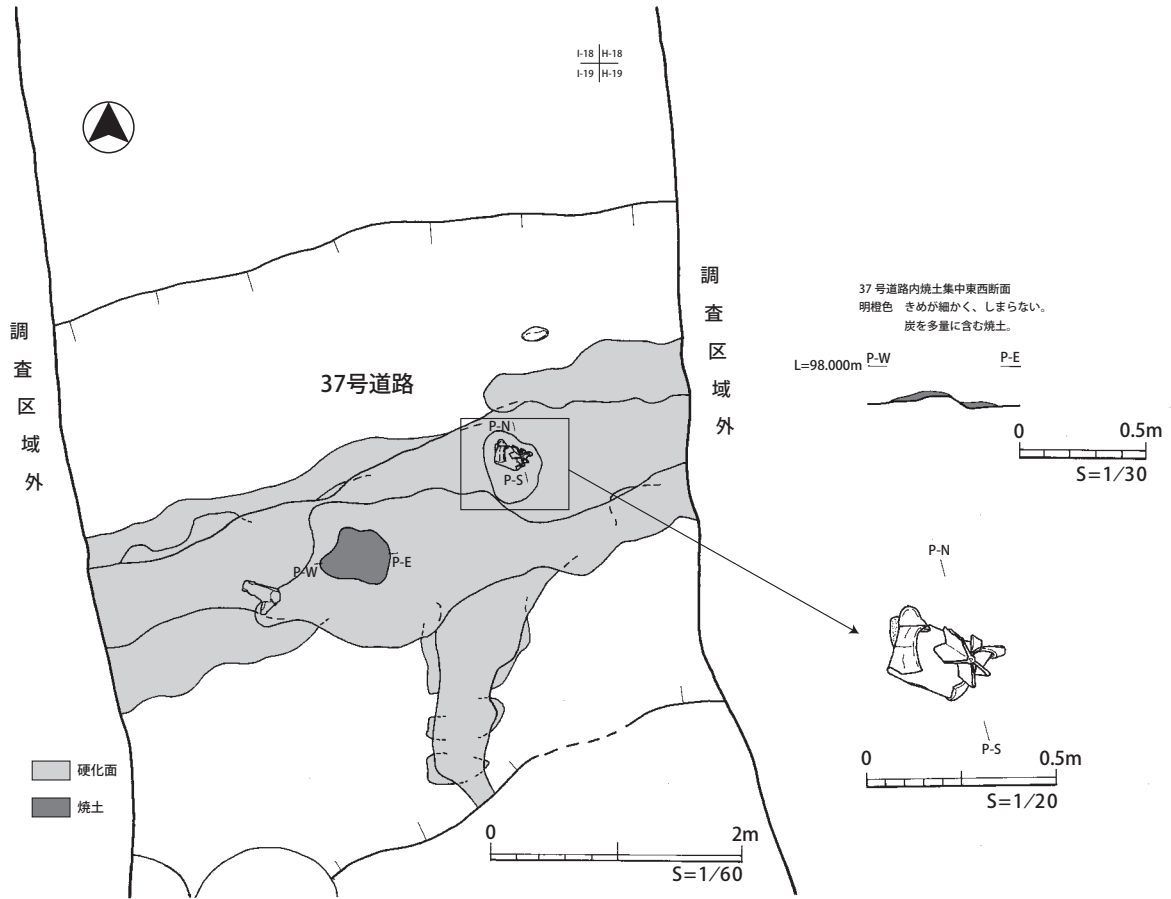 I-18 H-18
I-19 H-19
調査区域外
調査区域外
37号道路
P-N
P-S
P-W
P-E
硬化面
焼土
0 2m
S=1/60
37 号道路内焼土集中東西断面
明橙色 きめが細かく、しまらない。
炭を多量に含む焼土。
L=98.000m P-W P-E
0 0.5m
S=1/30
P-N
P-S
0 0.5m
S=1/20